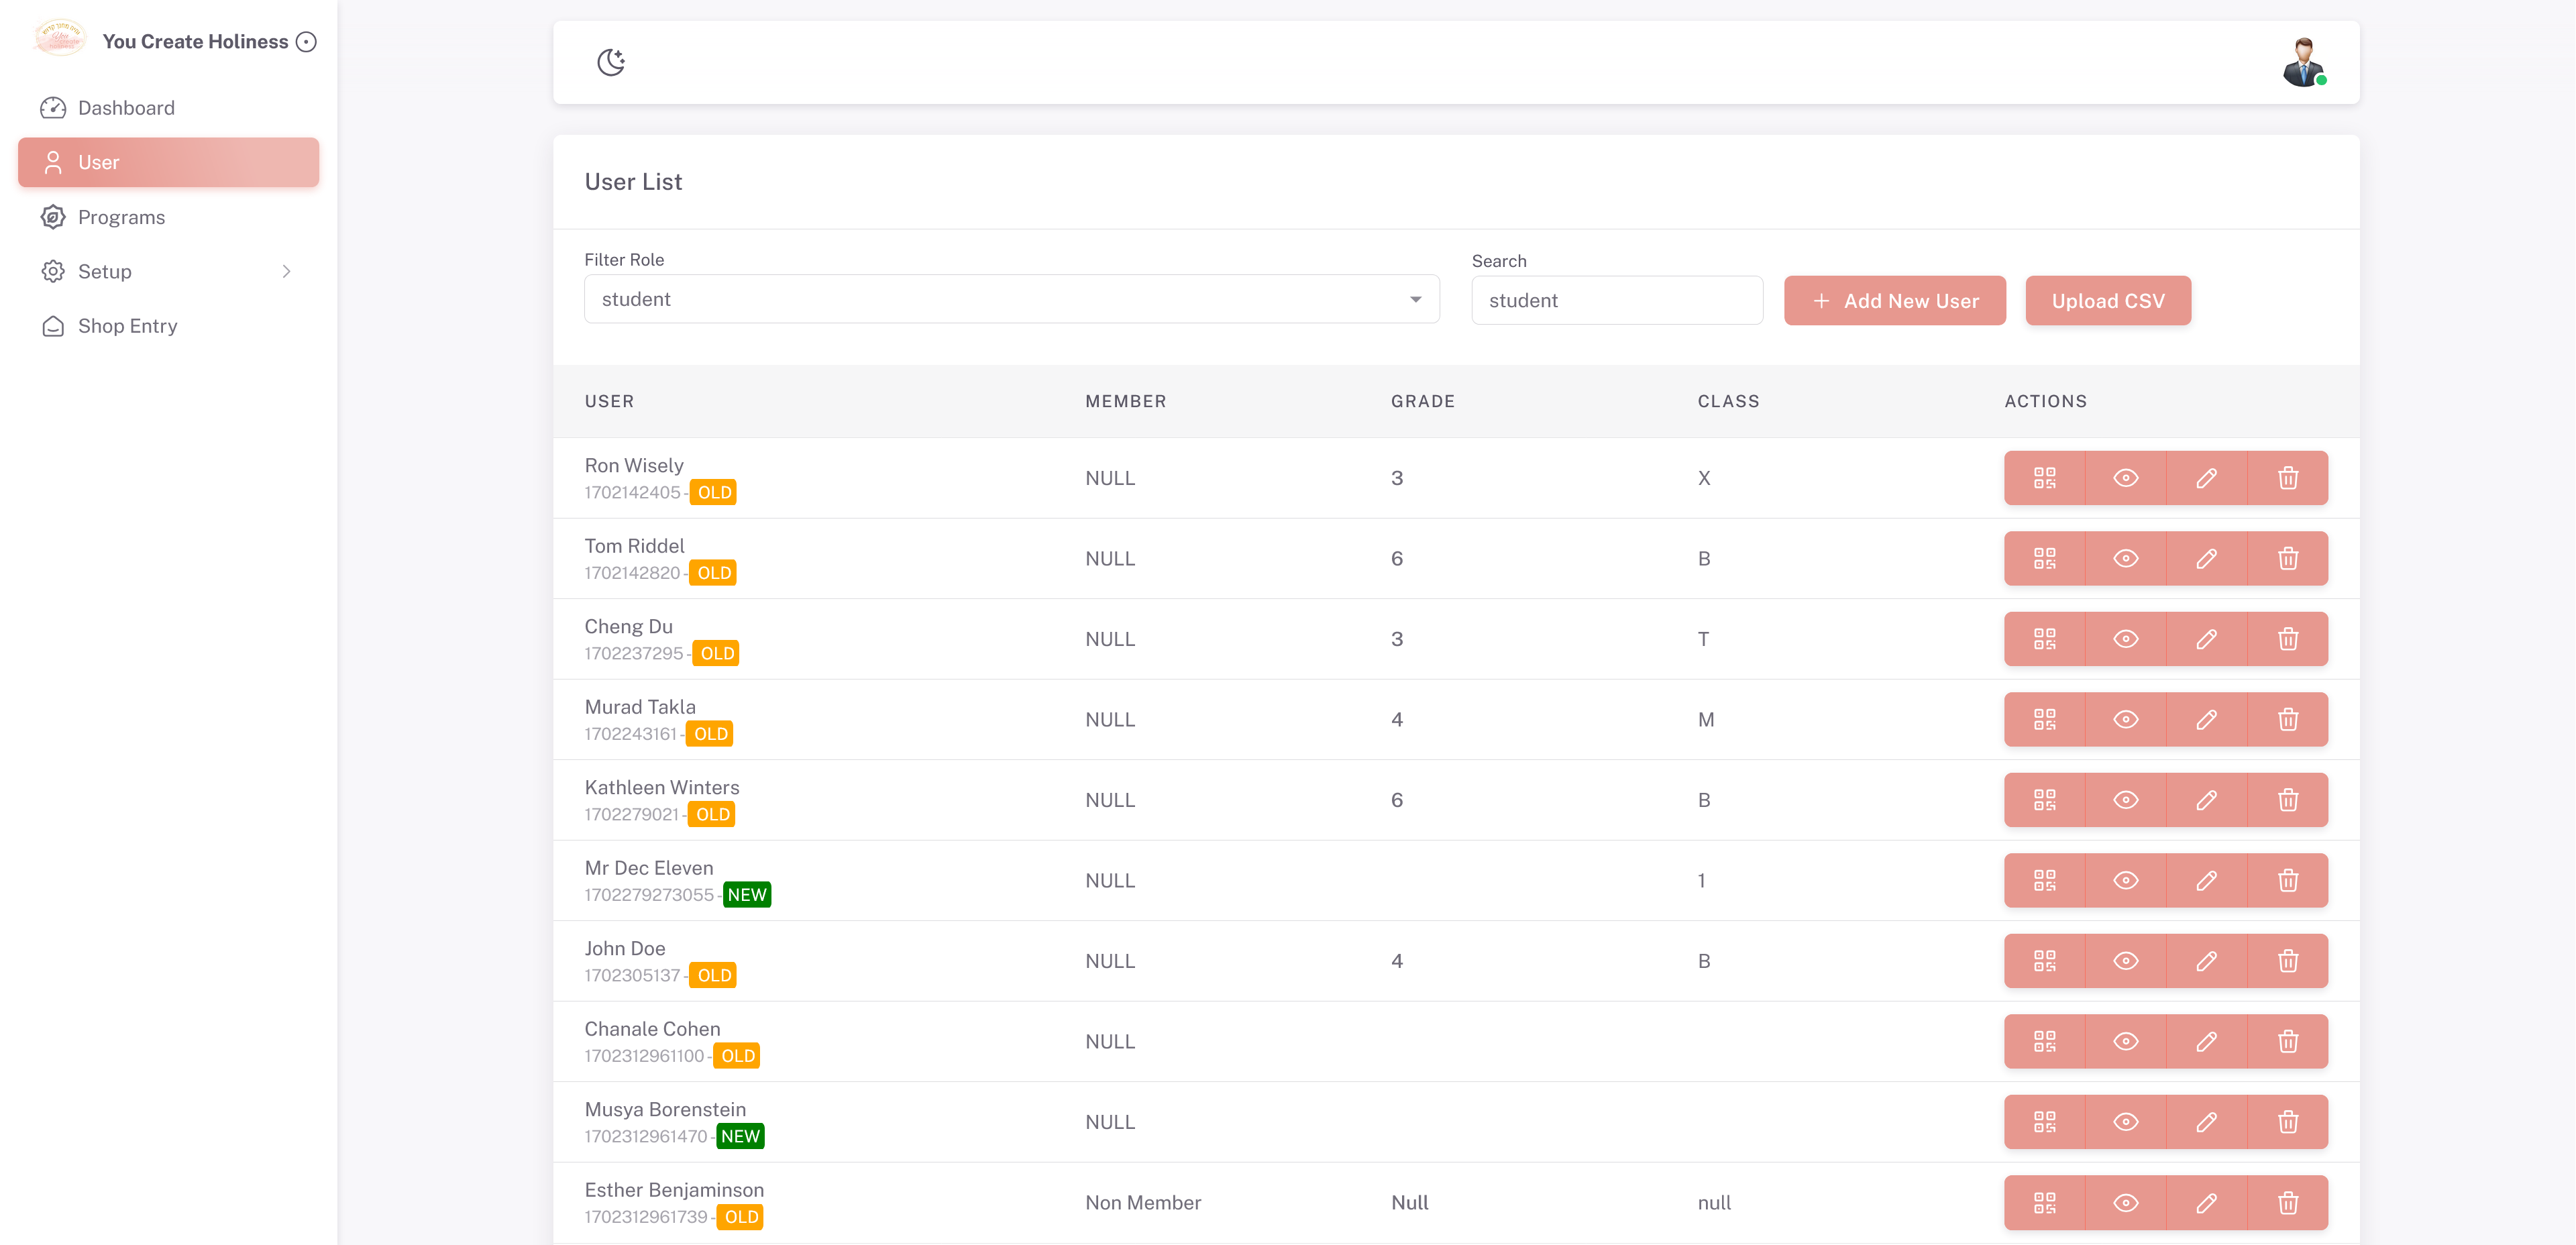 You Create Holiness
Dashboard
User
Programs
Setup
Shop Entry
User List
Filter Role
student
Search
student
Add New User
Upload CSV
USER MEMBER GRADE CLASS ACTIONS
Ron Wisely
1702142405 - OLD
NULL 3 X
Tom Riddel
1702142820 - OLD
NULL 6 B
Cheng Du
1702237295 - OLD
NULL 3 T
Murad Takla
1702243161 - OLD
NULL 4 M
Kathleen Winters
1702279021 - OLD
NULL 6 B
Mr Dec Eleven
1702279273055 - NEW
NULL 1
John Doe
1702305137 - OLD
NULL 4 B
Chanale Cohen
1702312961100 - OLD
NULL
Musya Borenstein
1702312961470 - NEW
NULL
Esther Benjaminson
1702312961739 - OLD
Non Member Null null